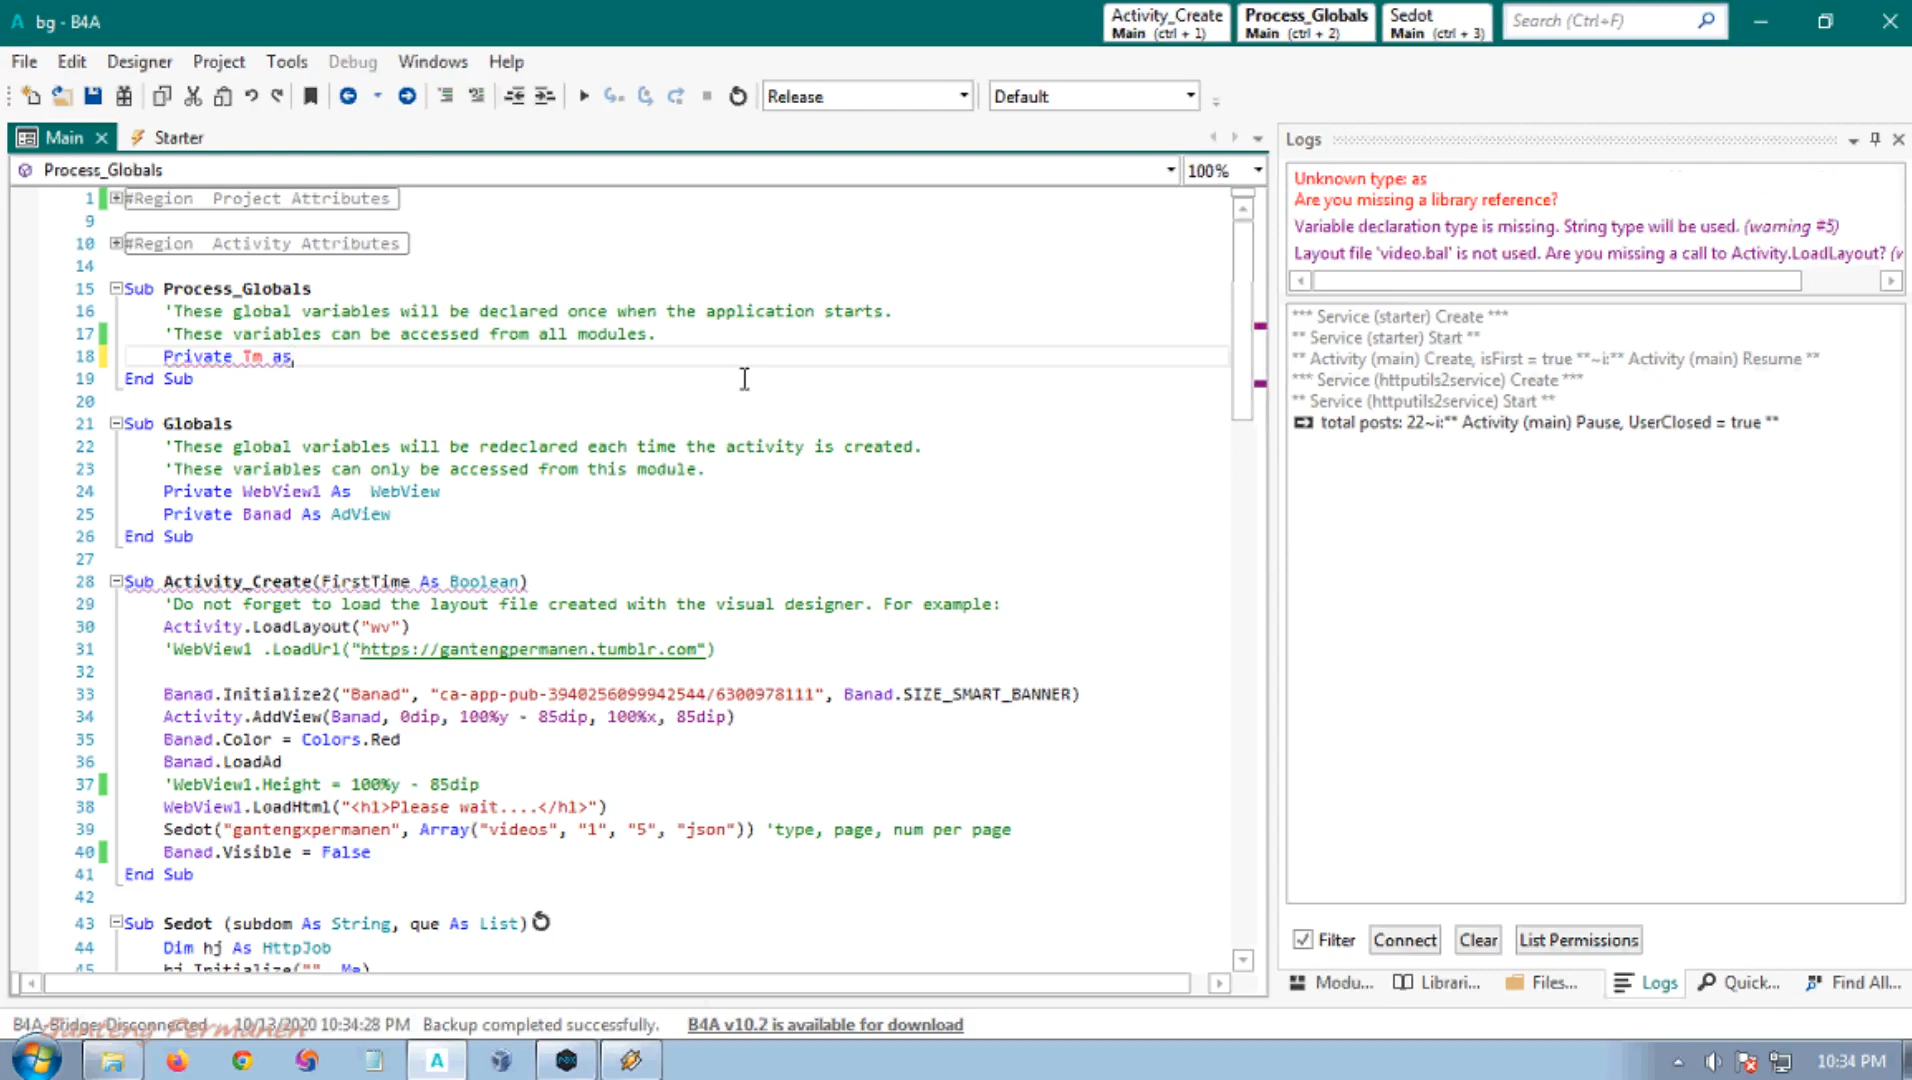 bg - B4A
Activity_Create
Main (ctrl + 1)
Process_Globals
Main (ctrl + 2)
Sedot
Main (ctrl + 3)
Search (Ctrl+F)
File Edit Designer Project Tools Debug Windows Help
Release
Default
Main
Starter
Process_Globals
100%
1 #Region Project Attributes
9
10 #Region Activity Attributes
14
15 Sub Process_Globals
16 'These global variables will be declared once when the application starts.
17 'These variables can be accessed from all modules.
18 Private Tm as
19 End Sub
20
21 Sub Globals
22 'These global variables will be redeclared each time the activity is created.
23 'These variables can only be accessed from this module.
24 Private WebView1 As WebView
25 Private Banad As AdView
26 End Sub
27
28 Sub Activity_Create(FirstTime As Boolean)
29 'Do not forget to load the layout file created with the visual designer. For example:
30 Activity.LoadLayout("wv")
31 'WebView1 .LoadUrl("https://gantengpermanen.tumblr.com")
32
33 Banad.Initialize2("Banad", "ca-app-pub-3940256099942544/6300978111", Banad.SIZE_SMART_BANNER)
34 Activity.AddView(Banad, 0dip, 100%y - 85dip, 100%x, 85dip)
35 Banad.Color = Colors.Red
36 Banad.LoadAd
37 'WebView1.Height = 100%y - 85dip
38 WebView1.LoadHtml("<h1>Please wait....</h1>")
39 Sedot("gantengxpermanen", Array("videos", "1", "5", "json")) 'type, page, num per page
40 Banad.Visible = False
41 End Sub
42
43 Sub Sedot (subdom As String, que As List)
44 Dim hj As HttpJob
45 hj.Initialize("", Me)
Logs
Unknown type: as
Are you missing a library reference?
Variable declaration type is missing. String type will be used. (warning #5)
Layout file 'video.bal' is not used. Are you missing a call to Activity.LoadLayout? (w
*** Service (starter) Create ***
** Service (starter) Start **
** Activity (main) Create, isFirst = true **~i:** Activity (main) Resume **
*** Service (httputils2service) Create ***
** Service (httputils2service) Start **
total posts: 22~i:** Activity (main) Pause, UserClosed = true **
Filter Connect Clear List Permissions
Modu... Librari... Files... Logs Quick... Find All...
B4A-Bridge: Disconnected 10/13/2020 10:34:28 PM Backup completed successfully. B4A v10.2 is available for download
Ganteng Permanen
10:34 PM